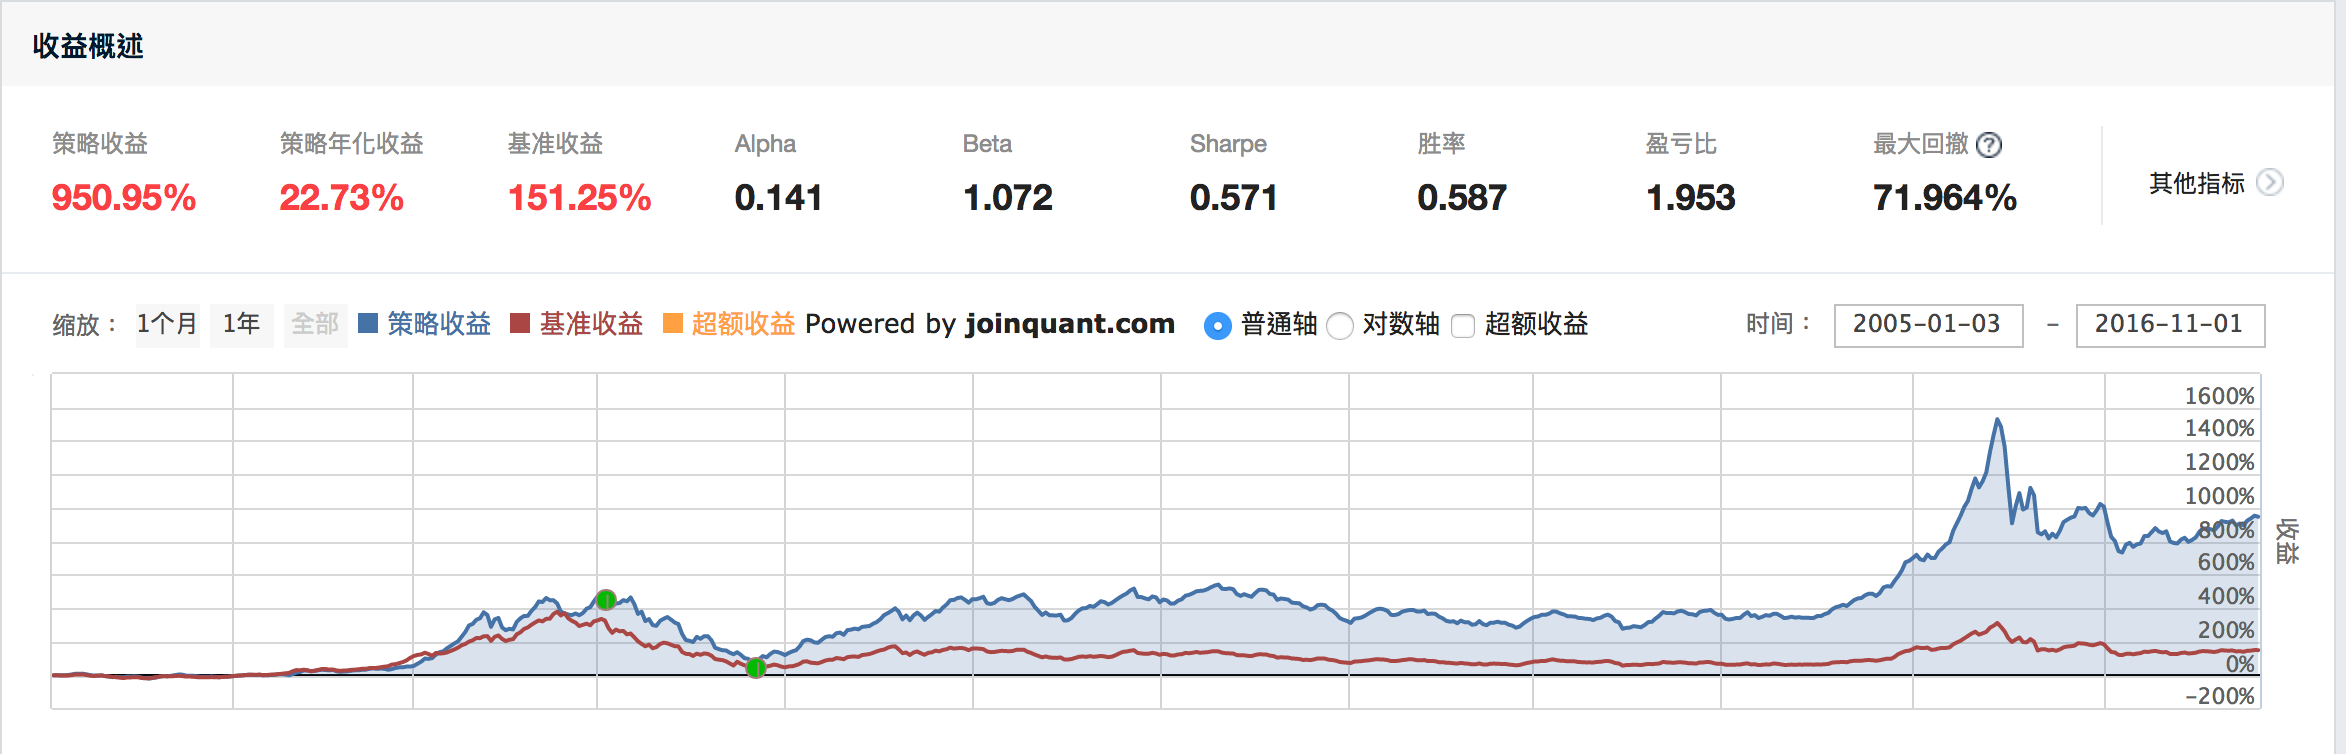 收益概述
策略收益 策略年化收益 基准收益 Alpha Beta Sharpe 胜率 盈亏比 最大回撤 ?
950.95% 22.73% 151.25% 0.141 1.072 0.571 0.587 1.953 71.964%
其他指标
缩放： 1个月 1年 全部 策略收益 基准收益 超额收益 Powered by joinquant.com 普通轴 对数轴 超额收益 时间： 2005-01-03 - 2016-11-01
1600%
1400%
1200%
1000%
800%
600%
400%
200%
0%
-200%
收益